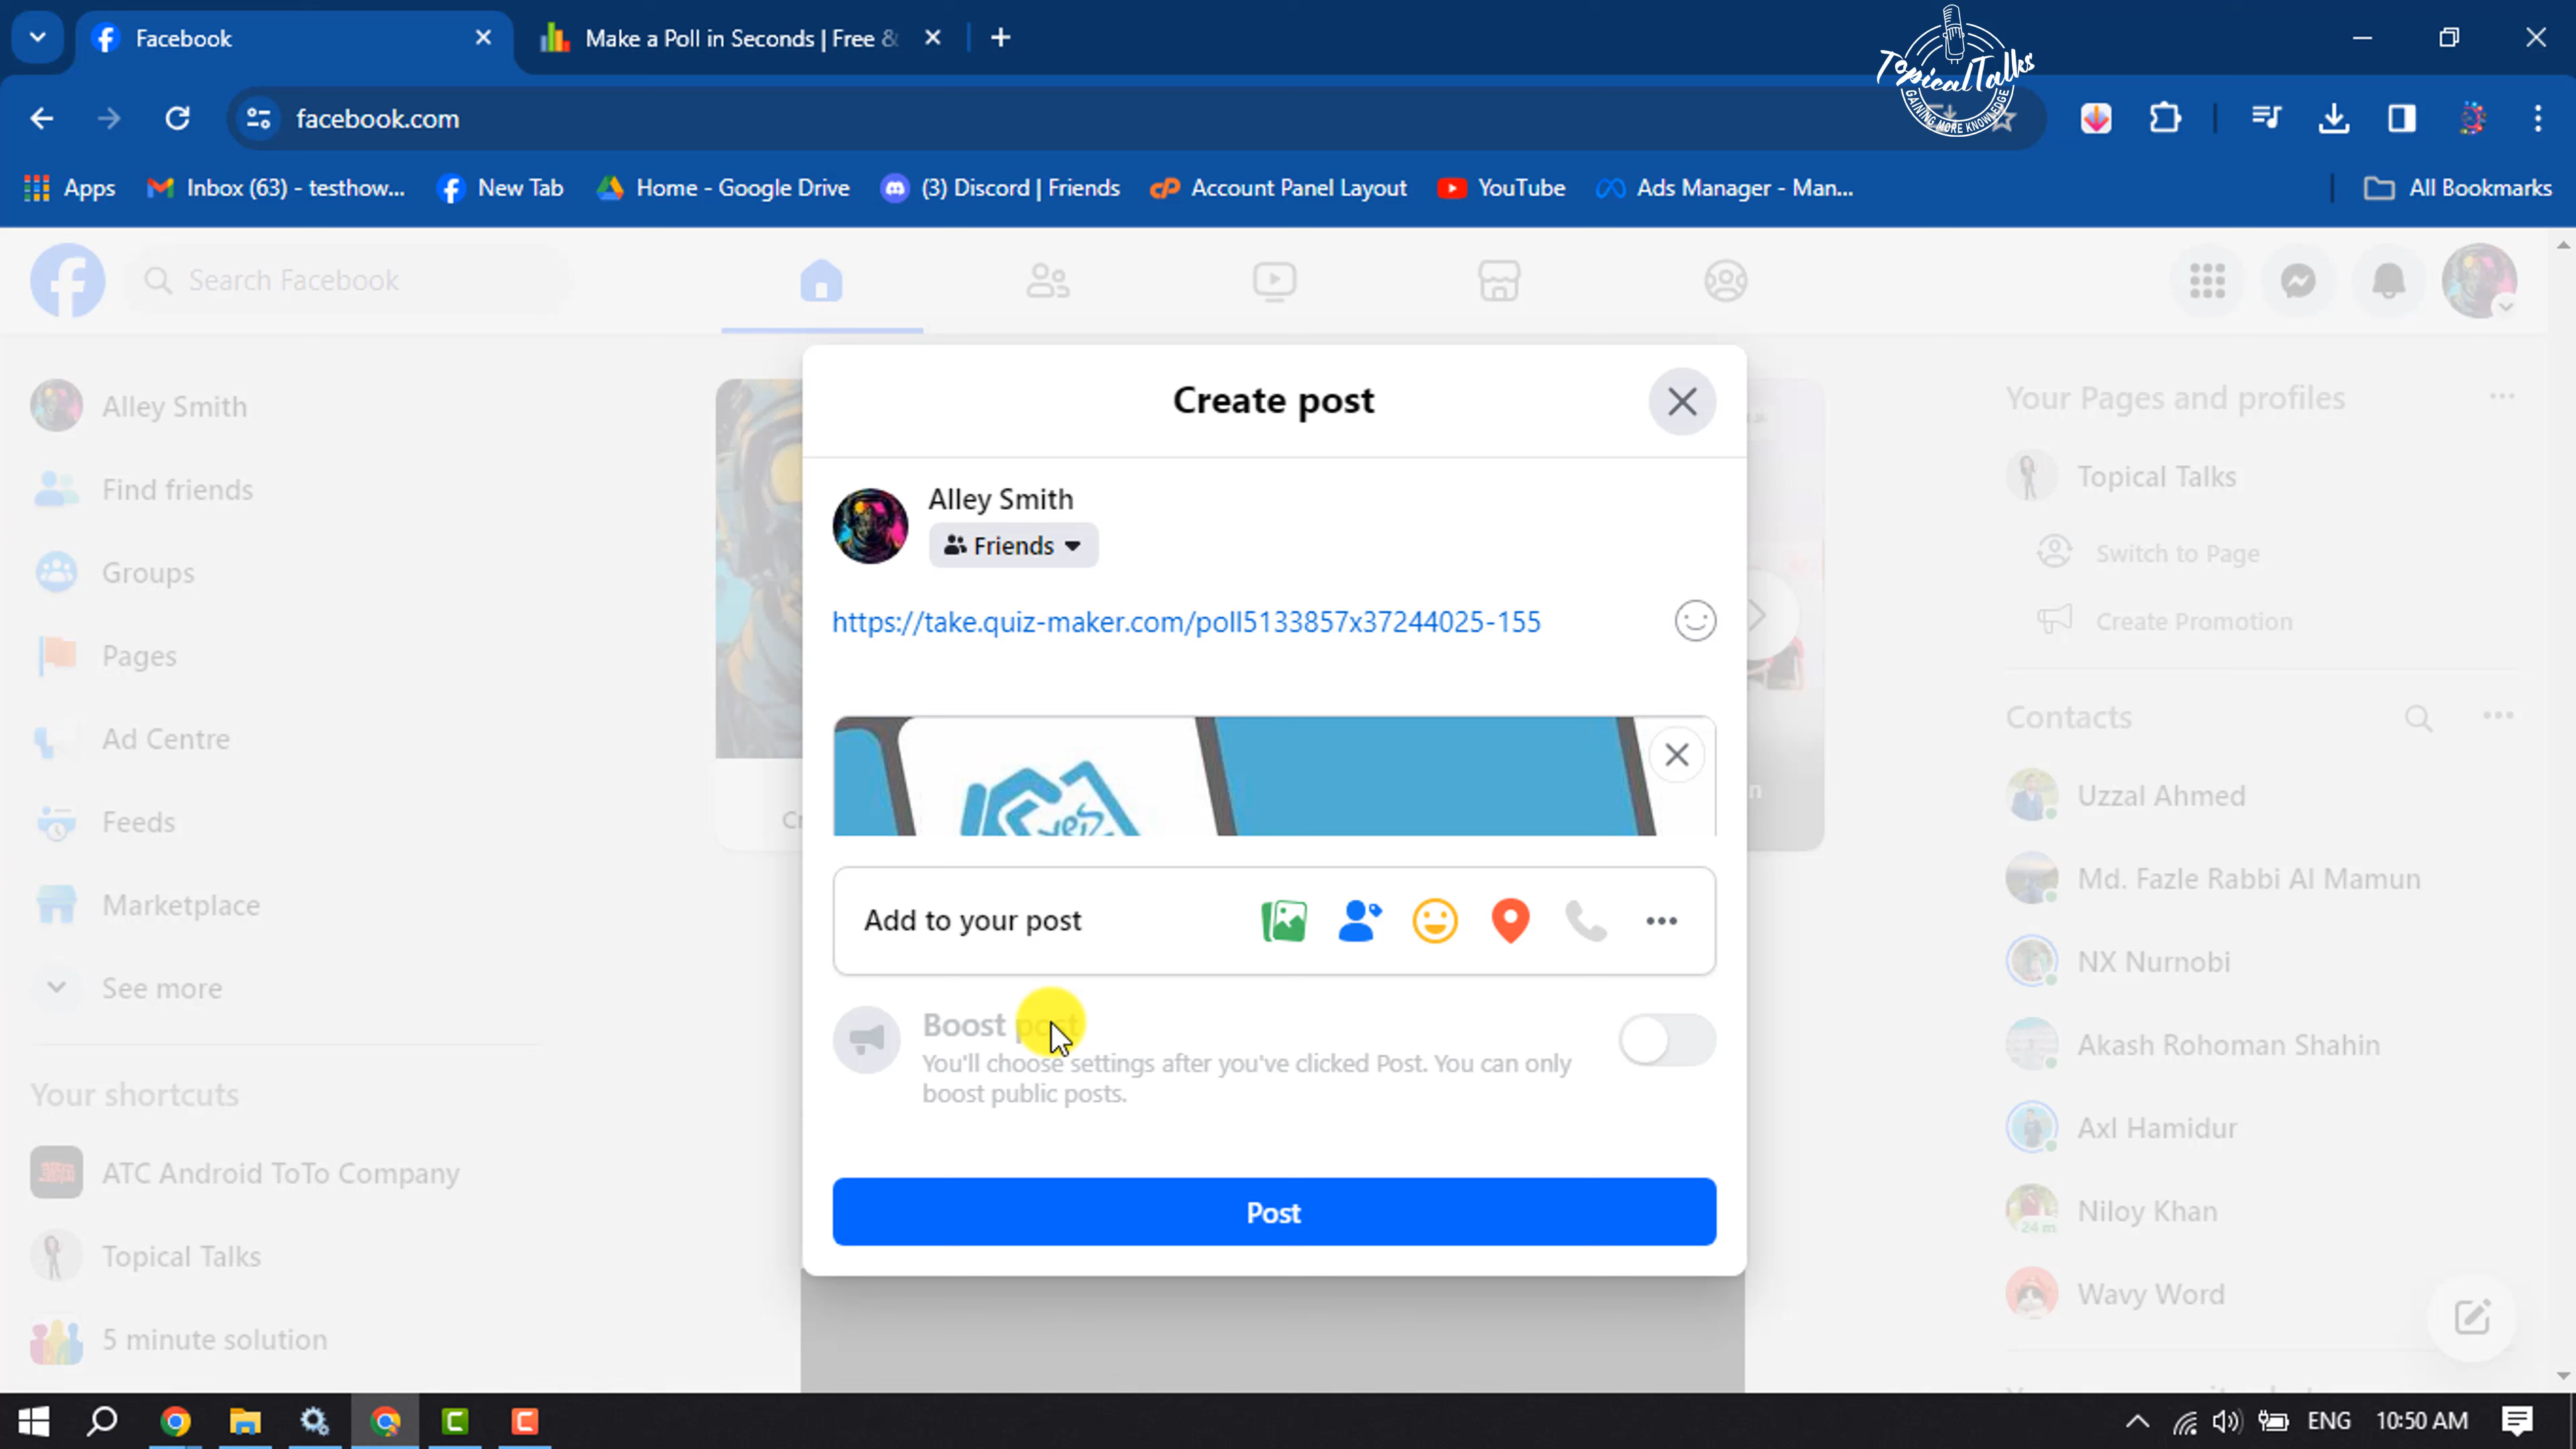 Facebook
Make a Poll in Seconds | Free &
TopicalTalks
GAINING MORE KNOWLEDGE
facebook.com
Apps
Inbox (63) - testhow...
New Tab
Home - Google Drive
(3) Discord | Friends
Account Panel Layout
YouTube
Ads Manager - Man...
All Bookmarks
Search Facebook
Alley Smith
Find friends
Groups
Pages
Ad Centre
Feeds
Marketplace
See more
Your shortcuts
ATC Android ToTo Company
Topical Talks
5 minute solution
Create post
Alley Smith
Friends
https://take.quiz-maker.com/poll5133857x37244025-155
Add to your post
Boost post
You'll choose settings after you've clicked Post. You can only
boost public posts.
Post
Your Pages and profiles
Topical Talks
Switch to Page
Create Promotion
Contacts
Uzzal Ahmed
Md. Fazle Rabbi Al Mamun
NX Nurnobi
Akash Rohoman Shahin
Axl Hamidur
Niloy Khan
24 m
Wavy Word
ENG
10:50 AM